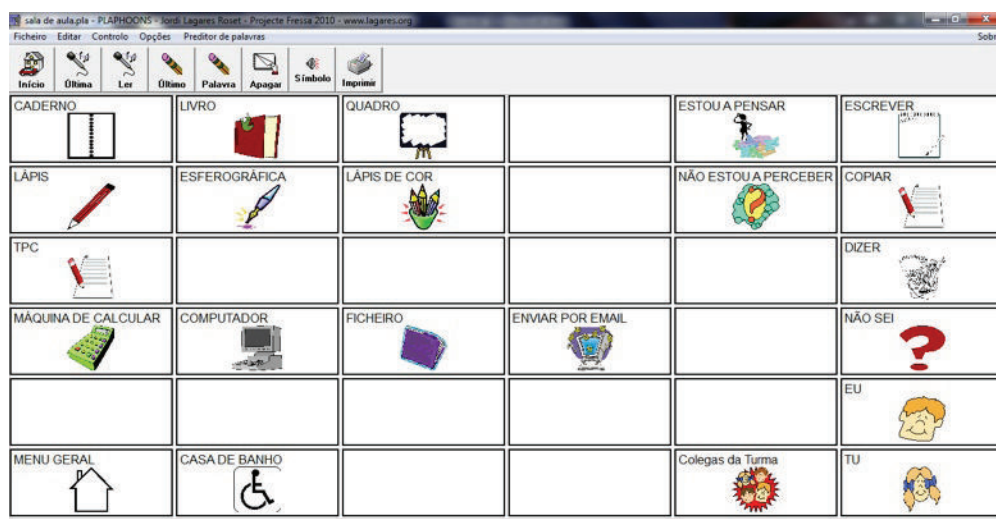 sala de aula.pla - PLAPHOONS - Jordi Lagares Roset - Projecte Fressa 2010 - www.lagares.org
Ficheiro Editar Controlo Opções Preditor de palavras Sobr
Início Última Ler Último Palavra Apagar Símbolo Imprimir
CADERNO LIVRO QUADRO ESTOU A PENSAR ESCREVER
LÁPIS ESFEROGRÁFICA LÁPIS DE COR NÃO ESTOU A PERCEBER COPIAR
TPC DIZER
MÁQUINA DE CALCULAR COMPUTADOR FICHEIRO ENVIAR POR EMAIL NÃO SEI
EU
MENU GERAL CASA DE BANHO Colegas da Turma TU